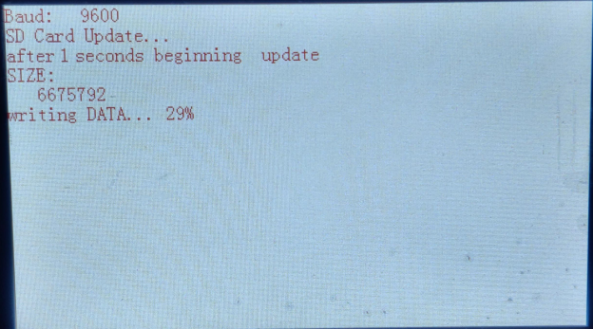 Baud:   9600
SD Card Update...
after 1 seconds beginning  update
SIZE:
   6675792
writing DATA... 29%